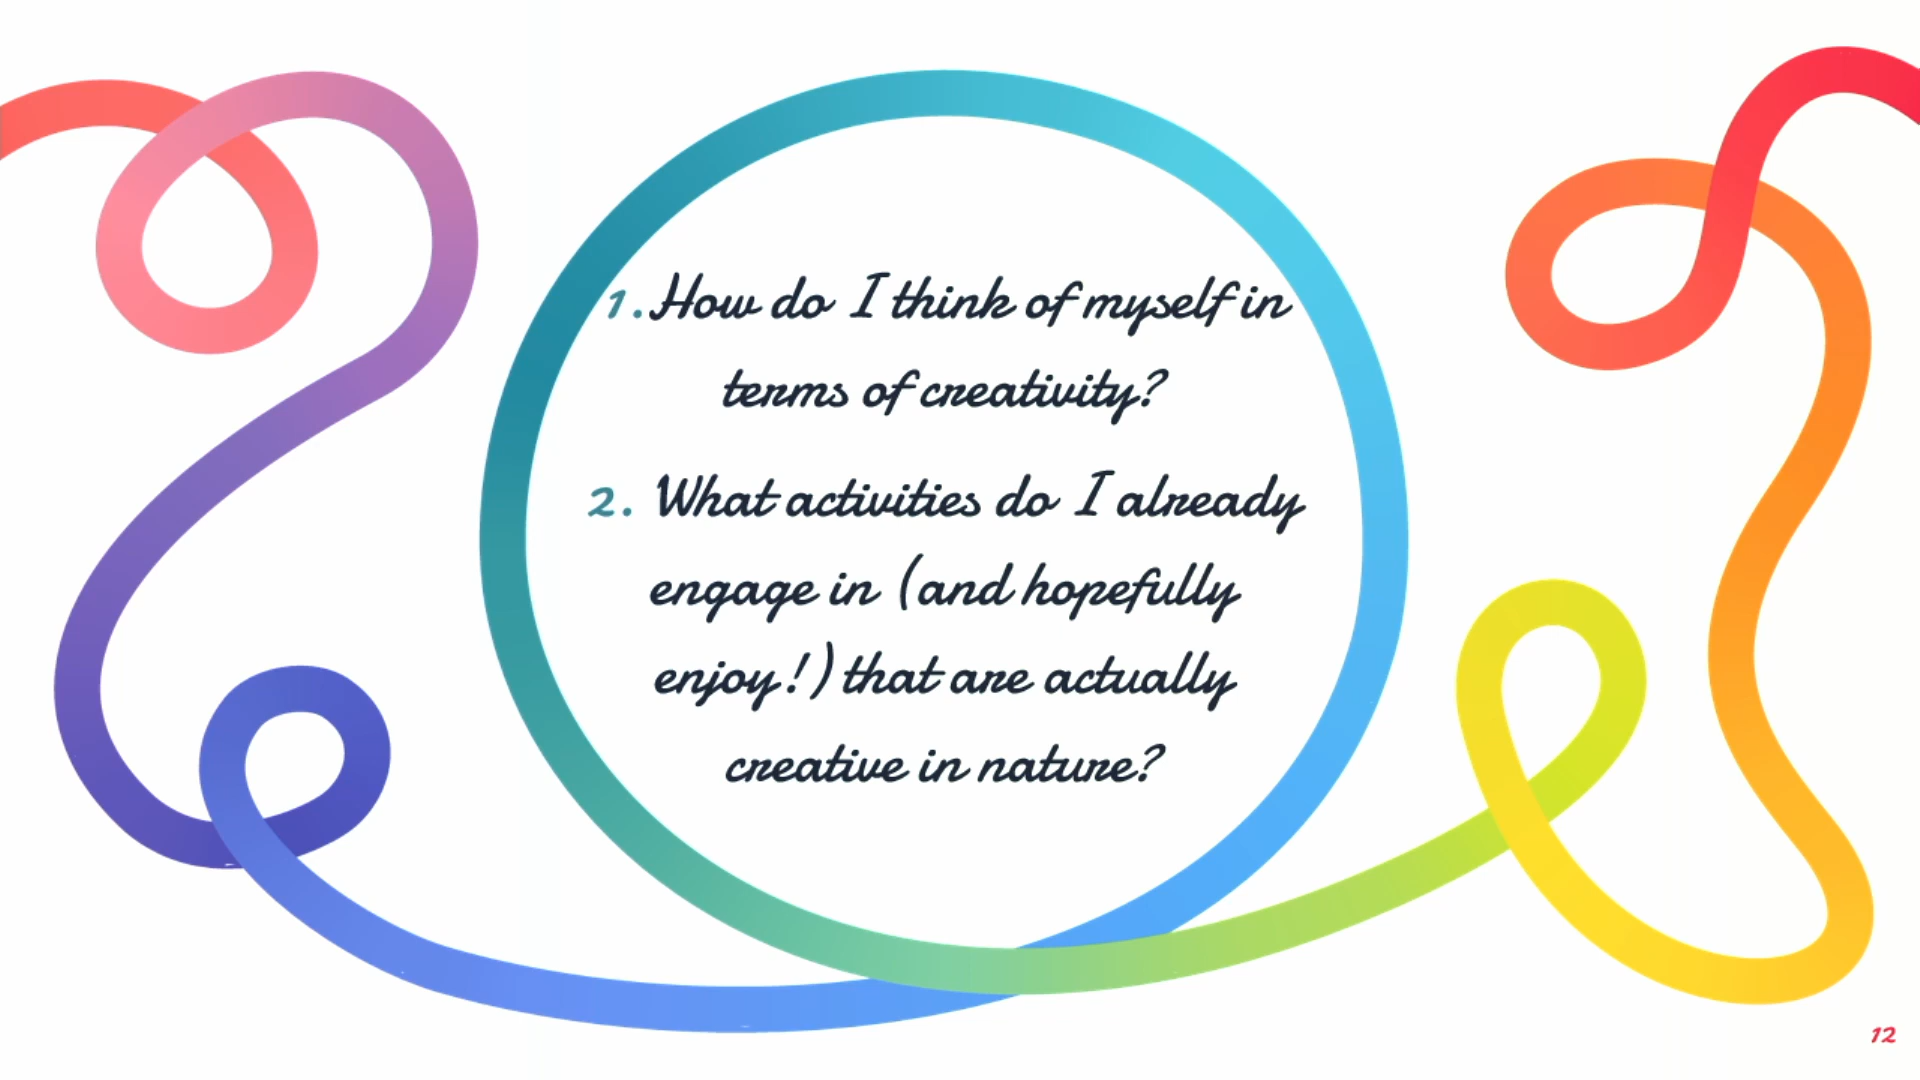 1. How do I think of myself in
terms of creativity?
2. What activities do I already
engage in (and hopefully
enjoy!) that are actually
creative in nature?
12